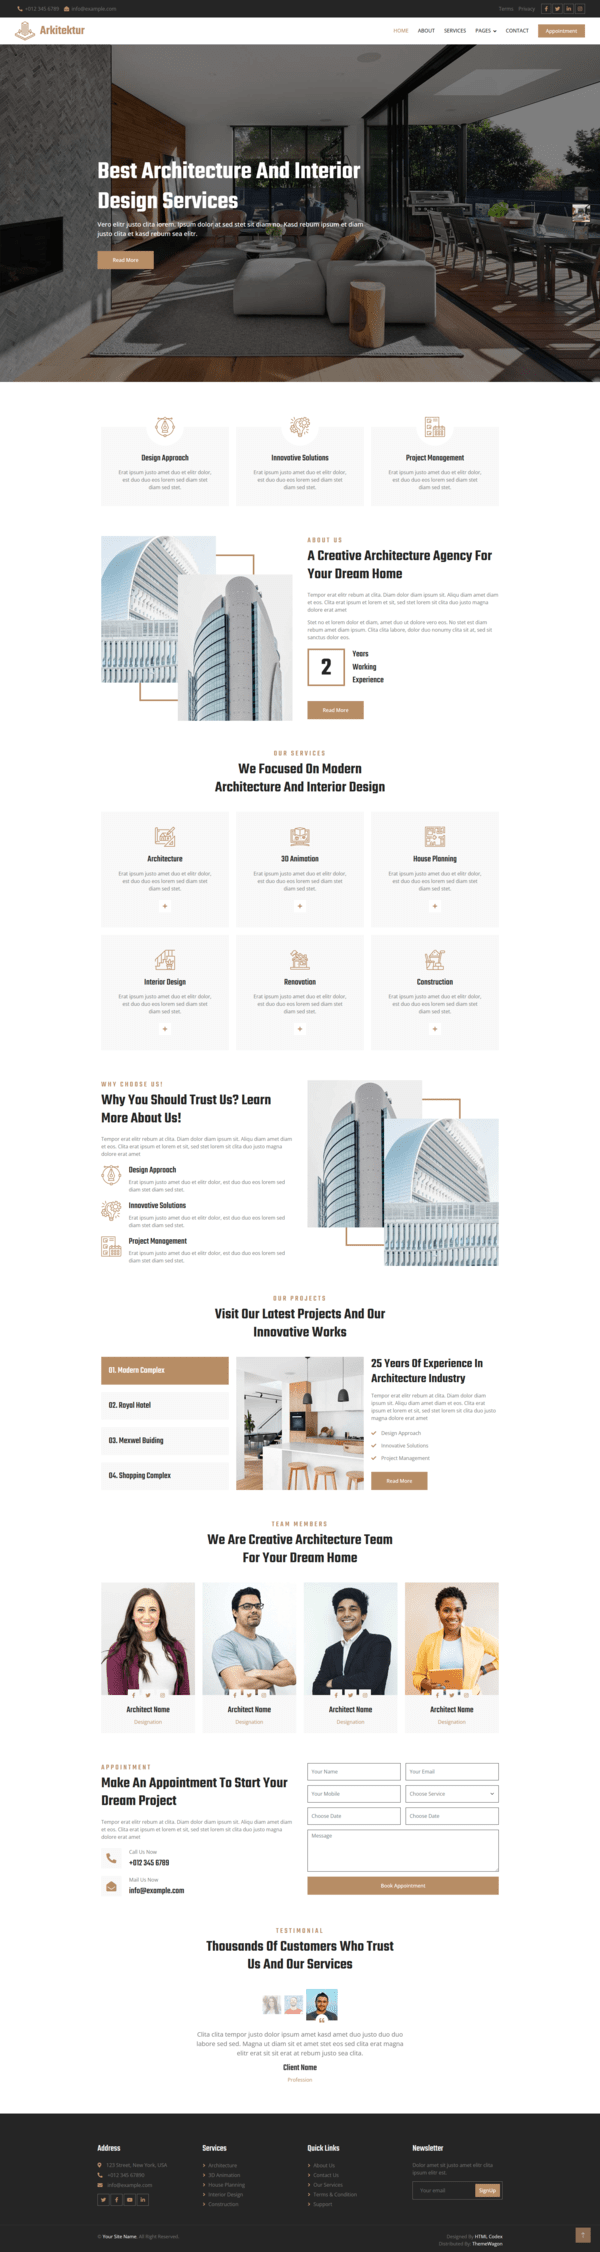 +012 345 6789 info@example.com
Terms Privacy
Arkitektur
HOME ABOUT SERVICES PAGES CONTACT Appointment
Best Architecture And Interior
Design Services
Vero elitr justo clita lorem. Ipsum dolor at sed stet sit diam no. Kasd rebum ipsum et diam
justo clita et kasd rebum sea elitr.
Read More
Design Approach
Erat ipsum justo amet duo et elitr dolor,
est duo duo eos lorem sed diam stet
diam sed stet.
Innovative Solutions
Erat ipsum justo amet duo et elitr dolor,
est duo duo eos lorem sed diam stet
diam sed stet.
Project Management
Erat ipsum justo amet duo et elitr dolor,
est duo duo eos lorem sed diam stet
diam sed stet.
ABOUT US
A Creative Architecture Agency For
Your Dream Home
Tempor erat elitr rebum at clita. Diam dolor diam ipsum sit. Aliqu diam amet diam
et eos. Clita erat ipsum et lorem et sit, sed stet lorem sit clita duo justo magna
dolore erat amet
Stet no et lorem dolor et diam, amet duo ut dolore vero eos. No stet est diam
rebum amet diam ipsum. Clita clita labore, dolor duo nonumy clita sit at, sed sit
sanctus dolor eos.
2
Years
Working
Experience
Read More
OUR SERVICES
We Focused On Modern
Architecture And Interior Design
Architecture
Erat ipsum justo amet duo et elitr dolor,
est duo duo eos lorem sed diam stet
diam sed stet.
3D Animation
Erat ipsum justo amet duo et elitr dolor,
est duo duo eos lorem sed diam stet
diam sed stet.
House Planning
Erat ipsum justo amet duo et elitr dolor,
est duo duo eos lorem sed diam stet
diam sed stet.
Interior Design
Erat ipsum justo amet duo et elitr dolor,
est duo duo eos lorem sed diam stet
diam sed stet.
Renovation
Erat ipsum justo amet duo et elitr dolor,
est duo duo eos lorem sed diam stet
diam sed stet.
Construction
Erat ipsum justo amet duo et elitr dolor,
est duo duo eos lorem sed diam stet
diam sed stet.
WHY CHOOSE US!
Why You Should Trust Us? Learn
More About Us!
Tempor erat elitr rebum at clita. Diam dolor diam ipsum sit. Aliqu diam amet diam
et eos. Clita erat ipsum et lorem et sit, sed stet lorem sit clita duo justo magna
dolore erat amet
Design Approach
Erat ipsum justo amet duo et elitr dolor, est duo duo eos lorem sed
diam stet diam sed stet.
Innovative Solutions
Erat ipsum justo amet duo et elitr dolor, est duo duo eos lorem sed
diam stet diam sed stet.
Project Management
Erat ipsum justo amet duo et elitr dolor, est duo duo eos lorem sed
diam stet diam sed stet.
OUR PROJECTS
Visit Our Latest Projects And Our
Innovative Works
01. Modern Complex
02. Royal Hotel
03. Mexwel Buiding
04. Shopping Complex
25 Years Of Experience In
Architecture Industry
Tempor erat elitr rebum at clita. Diam dolor diam
ipsum sit. Aliqu diam amet diam et eos. Clita erat
ipsum et lorem et sit, sed stet lorem sit clita duo justo
magna dolore erat amet
Design Approach
Innovative Solutions
Project Management
Read More
TEAM MEMBERS
We Are Creative Architecture Team
For Your Dream Home
Architect Name
Designation
Architect Name
Designation
Architect Name
Designation
Architect Name
Designation
APPOINTMENT
Make An Appointment To Start Your
Dream Project
Tempor erat elitr rebum at clita. Diam dolor diam ipsum sit. Aliqu diam amet diam
et eos. Clita erat ipsum et lorem et sit, sed stet lorem sit clita duo justo magna
dolore erat amet
Call Us Now
+012 345 6789
Mail Us Now
info@example.com
Your Name Your Email
Your Mobile Choose Service
Choose Date Choose Date
Message
Book Appointment
TESTIMONIAL
Thousands Of Customers Who Trust
Us And Our Services
Clita clita tempor justo dolor ipsum amet kasd amet duo justo duo duo
labore sed sed. Magna ut diam sit et amet stet eos sed clita erat magna
elitr erat sit sit erat at rebum justo sea clita.
Client Name
Profession
Address
123 Street, New York, USA
+012 345 67890
info@example.com
Services
Architecture
3D Animation
House Planning
Interior Design
Construction
Quick Links
About Us
Contact Us
Our Services
Terms & Condition
Support
Newsletter
Dolor amet sit justo amet elitr clita
ipsum elitr est.
Your email SignUp
© Your Site Name, All Right Reserved.
Designed By HTML Codex
Distributed By: ThemeWagon